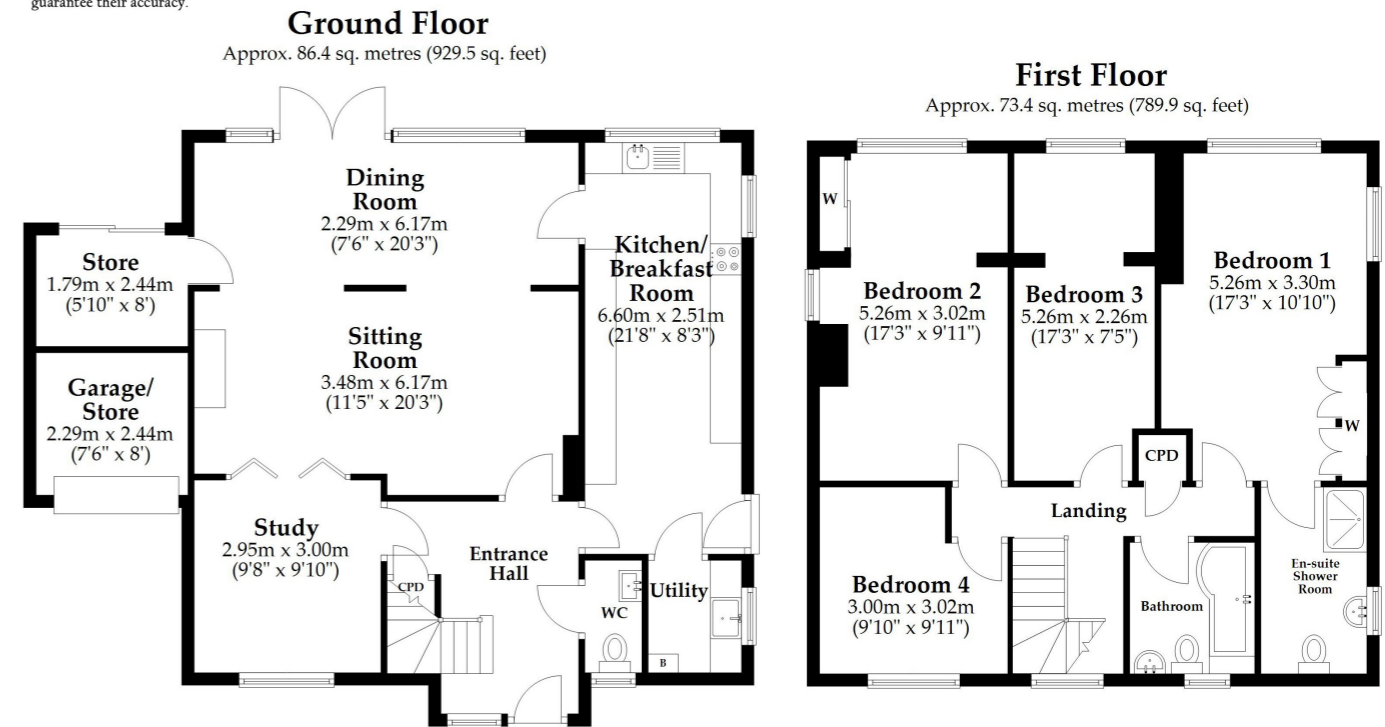 guarantee their accuracy.
Ground Floor
Approx. 86.4 sq. metres (929.5 sq. feet)
Dining
Room
2.29m x 6.17m
(7'6" x 20'3")
Store
1.79m x 2.44m
(5'10" x 8')
Kitchen/
Breakfast
Room
6.60m x 2.51m
(21'8" x 8'3")
Sitting
Room
3.48m x 6.17m
(11'5" x 20'3")
Garage/
Store
2.29m x 2.44m
(7'6" x 8')
Study
2.95m x 3.00m
(9'8" x 9'10")
Entrance
Hall
CPD
WC
Utility
B
First Floor
Approx. 73.4 sq. metres (789.9 sq. feet)
W
Bedroom 2
5.26m x 3.02m
(17'3" x 9'11")
Bedroom 3
5.26m x 2.26m
(17'3" x 7'5")
Bedroom 1
5.26m x 3.30m
(17'3" x 10'10")
W
CPD
Landing
Bedroom 4
3.00m x 3.02m
(9'10" x 9'11")
Bathroom
En-suite
Shower
Room